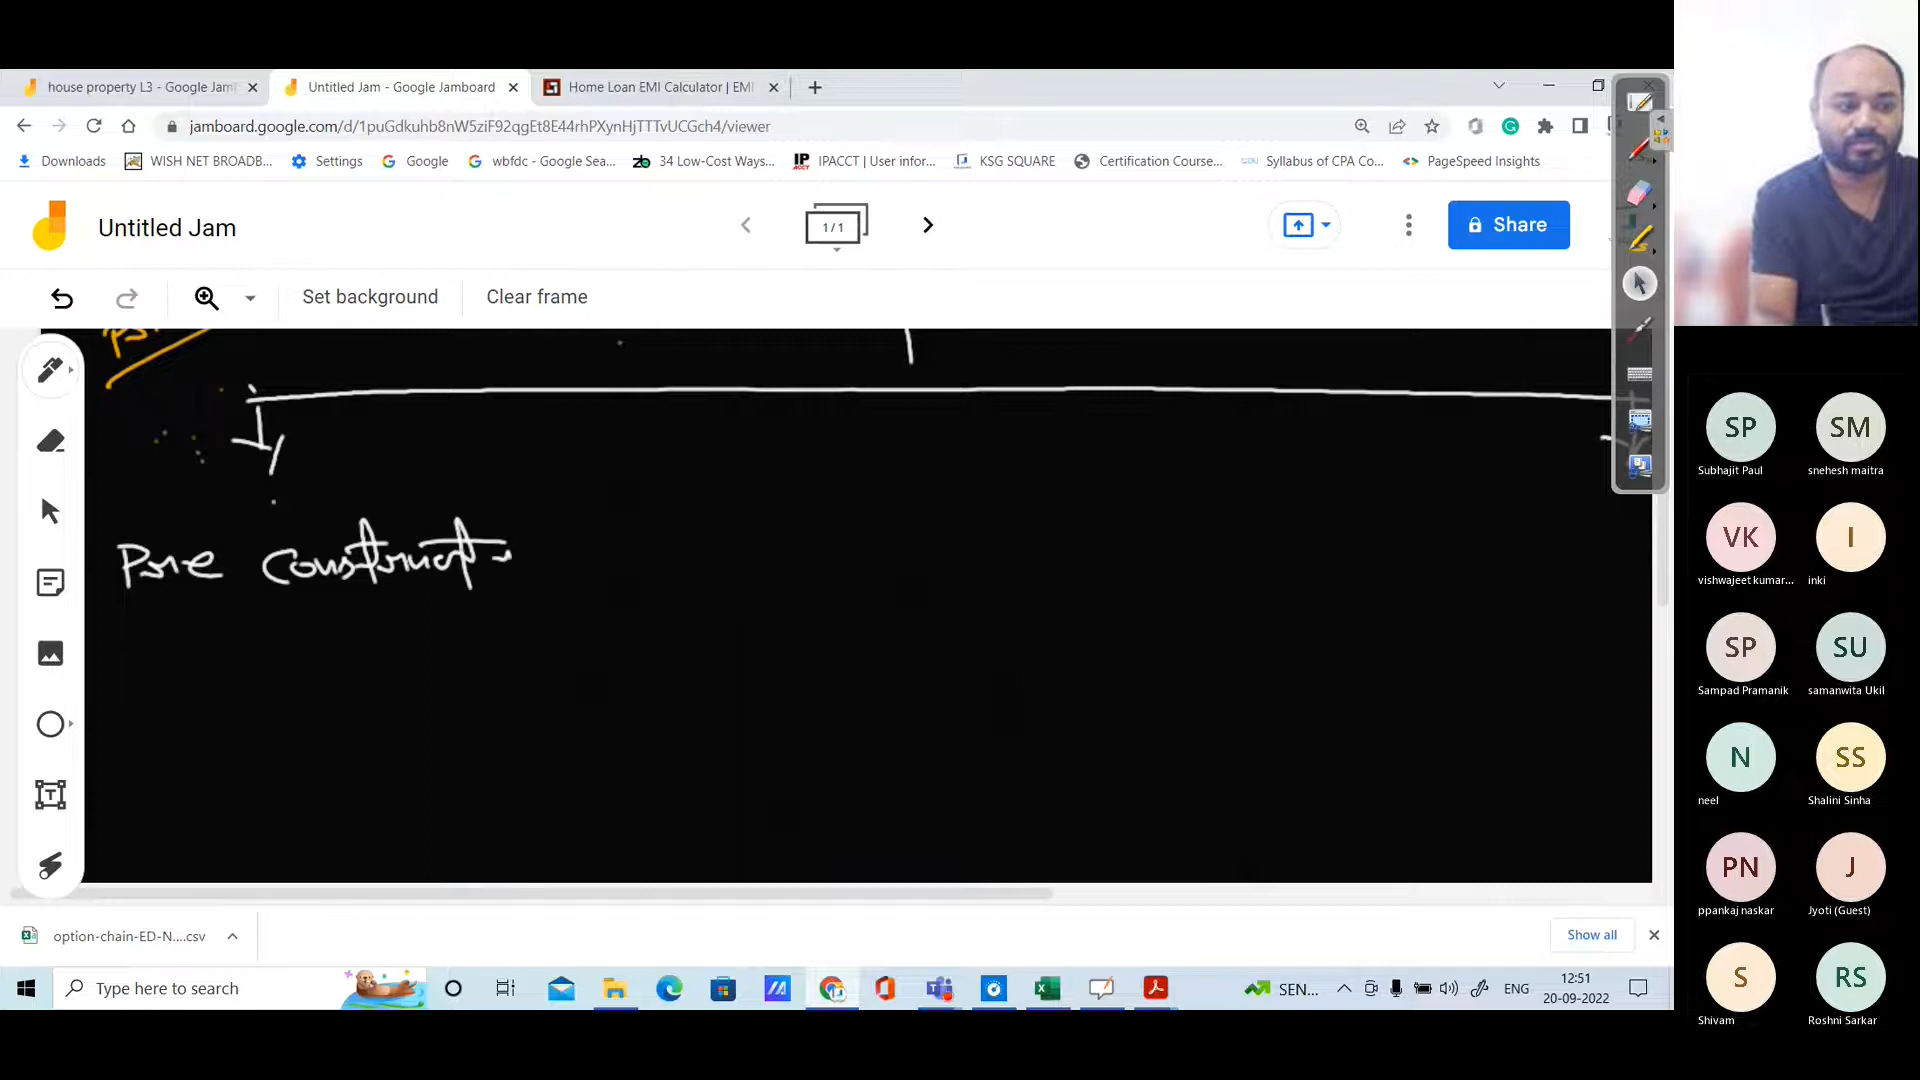 house property L3 - Google Jam
Untitled Jam - Google Jamboard
Home Loan EMI Calculator | EMI
jamboard.google.com/d/1puGdkuhb8nW5ziF92qgEt8E44rhPXynHjTTTvUCGch4/viewer
Downloads
WISH NET BROADB...
Settings
Google
wbfdc - Google Sea...
34 Low-Cost Ways...
IPACCT | User infor...
KSG SQUARE
Certification Course...
Syllabus of CPA Co...
PageSpeed Insights
Untitled Jam
1 / 1
Share
Set background
Clear frame
Pre construct
option-chain-ED-N....csv
Show all
Type here to search
SEN...
ENG
12:51
20-09-2022
SP
Subhajit Paul
SM
snehesh maitra
VK
vishwajeet kumar...
I
inki
SP
Sampad Pramanik
SU
samanwita Ukil
N
neel
SS
Shalini Sinha
PN
ppankaj naskar
J
Jyoti (Guest)
S
Shivam
RS
Roshni Sarkar